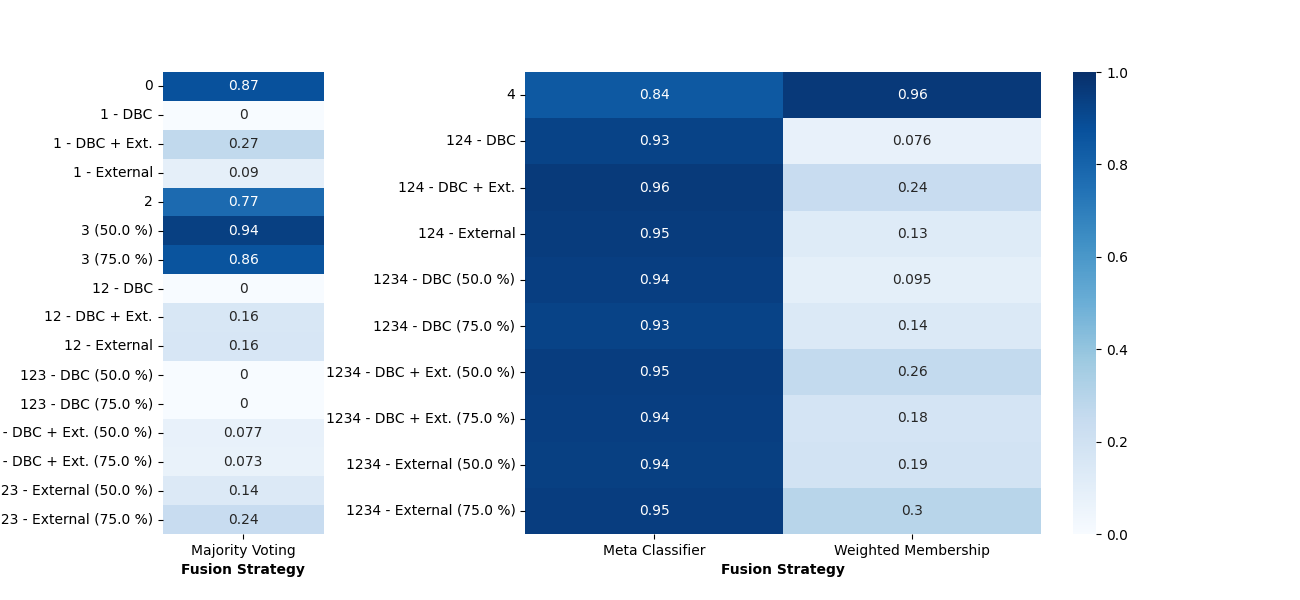 0 0.87
1 - DBC 0
1 - DBC + Ext. 0.27
1 - External 0.09
2 0.77
3 (50.0 %) 0.94
3 (75.0 %) 0.86
12 - DBC 0
12 - DBC + Ext. 0.16
12 - External 0.16
123 - DBC (50.0 %) 0
123 - DBC (75.0 %) 0
- DBC + Ext. (50.0 %) 0.077
- DBC + Ext. (75.0 %) 0.073
23 - External (50.0 %) 0.14
23 - External (75.0 %) 0.24
Majority Voting
Fusion Strategy
4 0.84 0.96
124 - DBC 0.93 0.076
124 - DBC + Ext. 0.96 0.24
124 - External 0.95 0.13
1234 - DBC (50.0 %) 0.94 0.095
1234 - DBC (75.0 %) 0.93 0.14
1234 - DBC + Ext. (50.0 %) 0.95 0.26
1234 - DBC + Ext. (75.0 %) 0.94 0.18
1234 - External (50.0 %) 0.94 0.19
1234 - External (75.0 %) 0.95 0.3
Meta Classifier Weighted Membership
Fusion Strategy
1.0
0.8
0.6
0.4
0.2
0.0